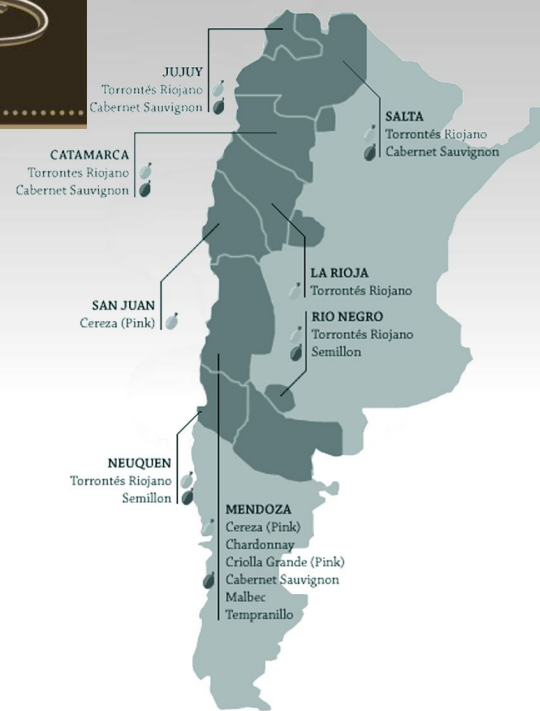 JUJUY
Torrontés Riojano
Cabernet Sauvignon
SALTA
Torrontés Riojano
Cabernet Sauvignon
CATAMARCA
Torrontes Riojano
Cabernet Sauvignon
LA RIOJA
Torrontés Riojano
SAN JUAN
Cereza (Pink)
RIO NEGRO
Torrontés Riojano
Semillon
NEUQUEN
Torrontés Riojano
Semillon
MENDOZA
Cereza (Pink)
Chardonnay
Criolla Grande (Pink)
Cabernet Sauvignon
Malbec
Tempranillo